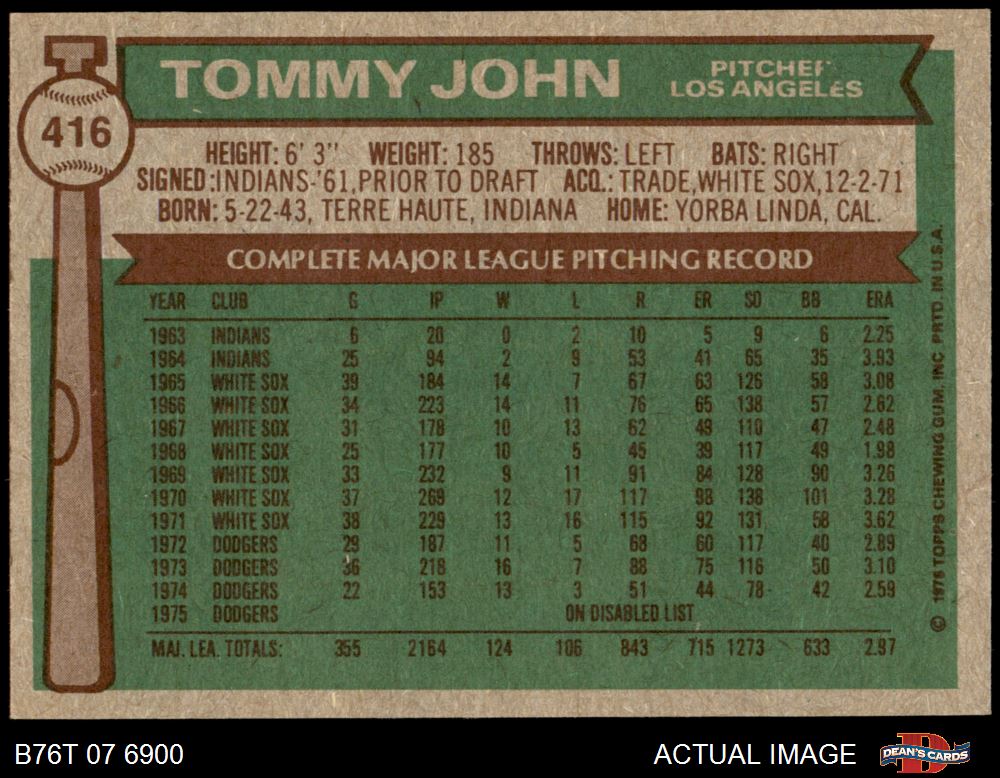 TOMMY JOHN
PITCHER
LOS ANGELES
416
HEIGHT: 6' 3" WEIGHT: 185 THROWS: LEFT BATS: RIGHT
SIGNED: INDIANS-'61, PRIOR TO DRAFT ACQ.: TRADE, WHITE SOX, 12-2-71
BORN: 5-22-43, TERRE HAUTE, INDIANA HOME: YORBA LINDA, CAL.
COMPLETE MAJOR LEAGUE PITCHING RECORD
YEAR CLUB G IP W L R ER SO BB ERA
1963 INDIANS 6 20 0 2 10 5 9 6 2.25
1964 INDIANS 25 94 2 9 53 41 65 35 3.93
1965 WHITE SOX 39 184 14 7 67 63 126 58 3.08
1966 WHITE SOX 34 223 14 11 76 65 138 57 2.62
1967 WHITE SOX 31 178 10 13 62 49 110 47 2.48
1968 WHITE SOX 25 177 10 5 45 39 117 49 1.98
1969 WHITE SOX 33 232 9 11 91 84 128 90 3.26
1970 WHITE SOX 37 269 12 17 117 98 138 101 3.28
1971 WHITE SOX 38 229 13 16 115 92 131 58 3.62
1972 DODGERS 29 187 11 5 68 60 117 40 2.89
1973 DODGERS 36 218 16 7 88 75 116 50 3.10
1974 DODGERS 22 153 13 3 51 44 78 42 2.59
1975 DODGERS ON DISABLED LIST
MAJ. LEA. TOTALS: 355 2164 124 106 843 715 1273 633 2.97
© 1976 TOPPS CHEWING GUM, INC PRTD. IN U.S.A.
B76T 07 6900
ACTUAL IMAGE
DEAN'S CARDS